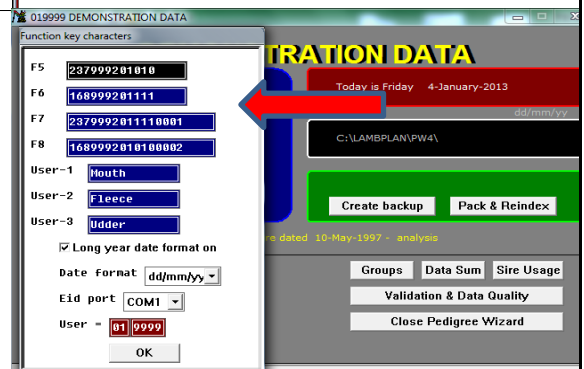 019999 DEMONSTRATION DATA
Function key characters
F5 237999201010
F6 168999201111
F7 2379992011110001
F8 1689992010100002
User-1 Mouth
User-2 Fleece
User-3 Udder
Long year date format on
Date format dd/mm/yy
Eid port COM1
User = 01 9999
OK
TRATION DATA
Today is Friday 4-January-2013
dd/mm/yy
C:\LAMBPLAN\PW4\
Create backup Pack & Reindex
re dated 10-May-1997 - analysis
Groups Data Sum Sire Usage
Validation & Data Quality
Close Pedigree Wizard